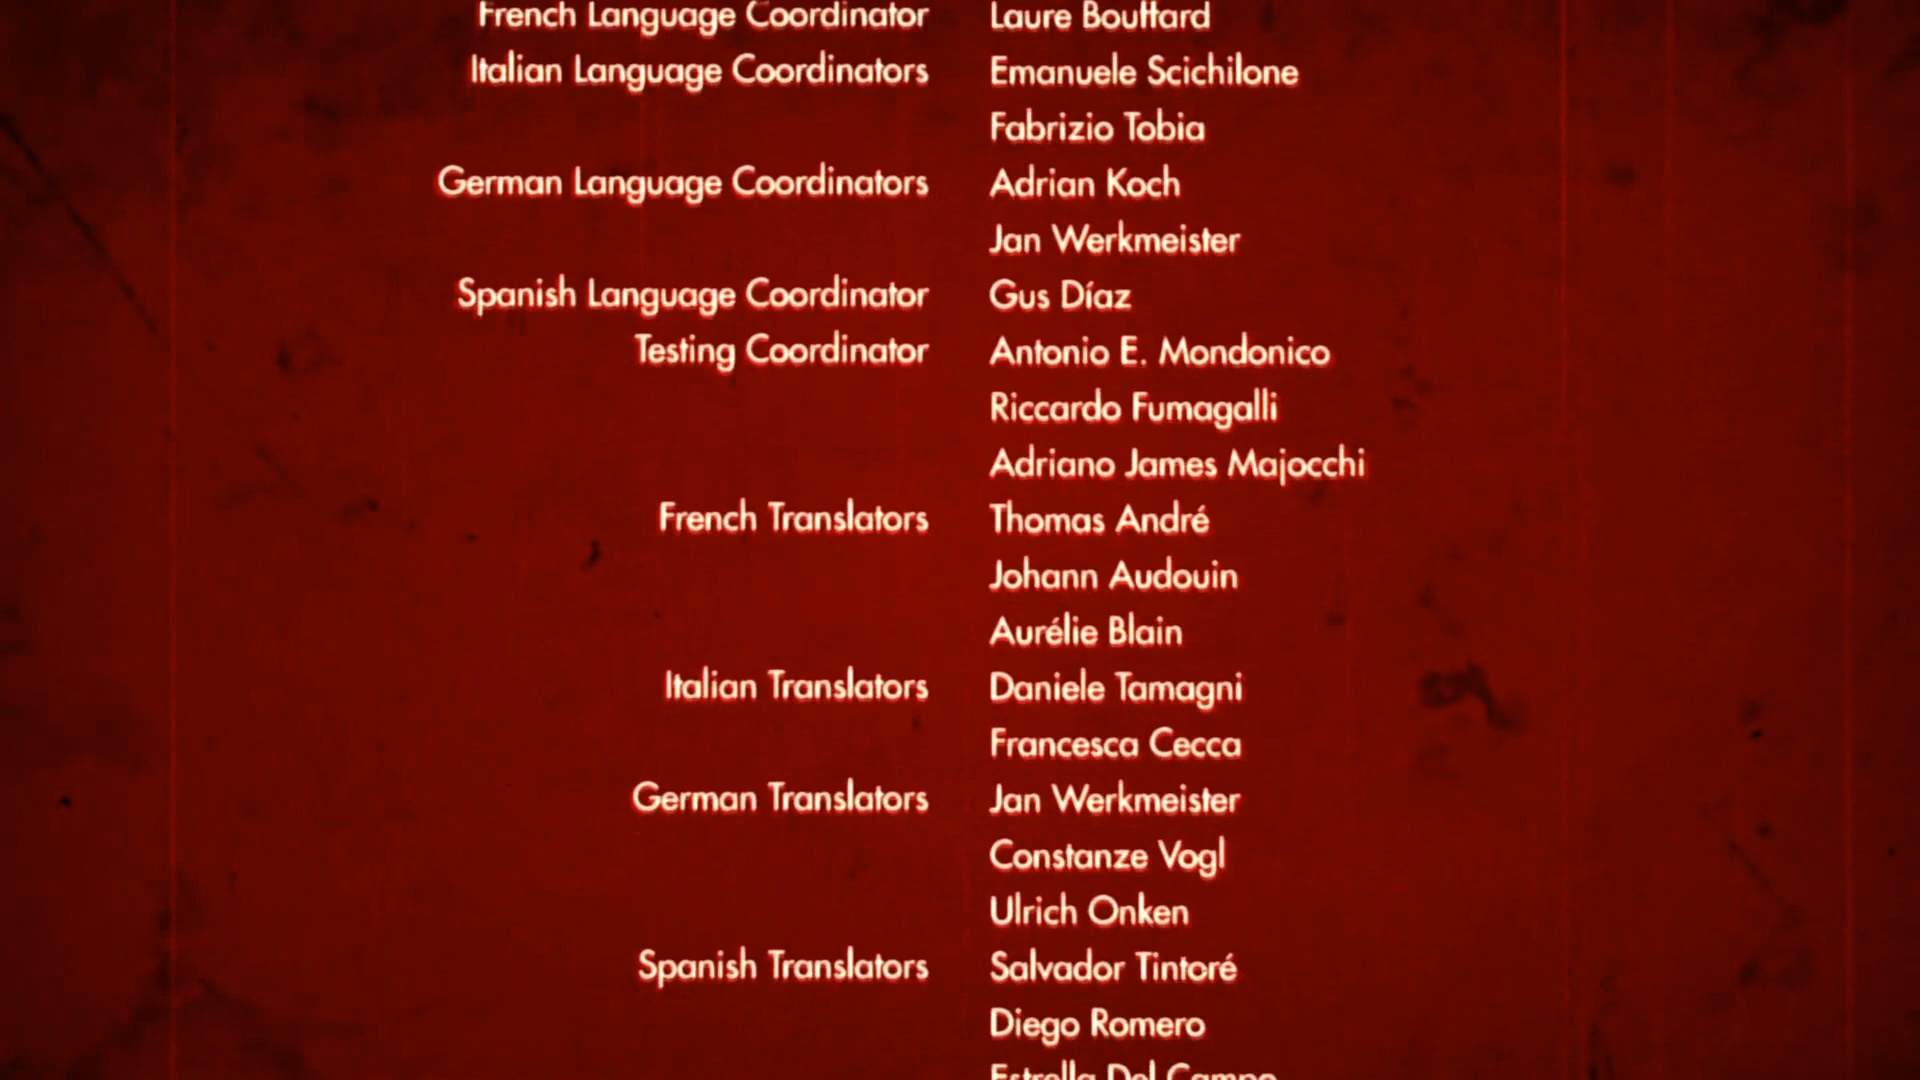 French Language Coordinator Laure Bouffard
Italian Language Coordinators Emanuele Scichilone
Fabrizio Tobia
German Language Coordinators Adrian Koch
Jan Werkmeister
Spanish Language Coordinator Gus Díaz
Testing Coordinator Antonio E. Mondonico
Riccardo Fumagalli
Adriano James Majocchi
French Translators Thomas André
Johann Audouin
Aurélie Blain
Italian Translators Daniele Tamagni
Francesca Cecca
German Translators Jan Werkmeister
Constanze Vogl
Ulrich Onken
Spanish Translators Salvador Tintoré
Diego Romero
Estrella Del Campo